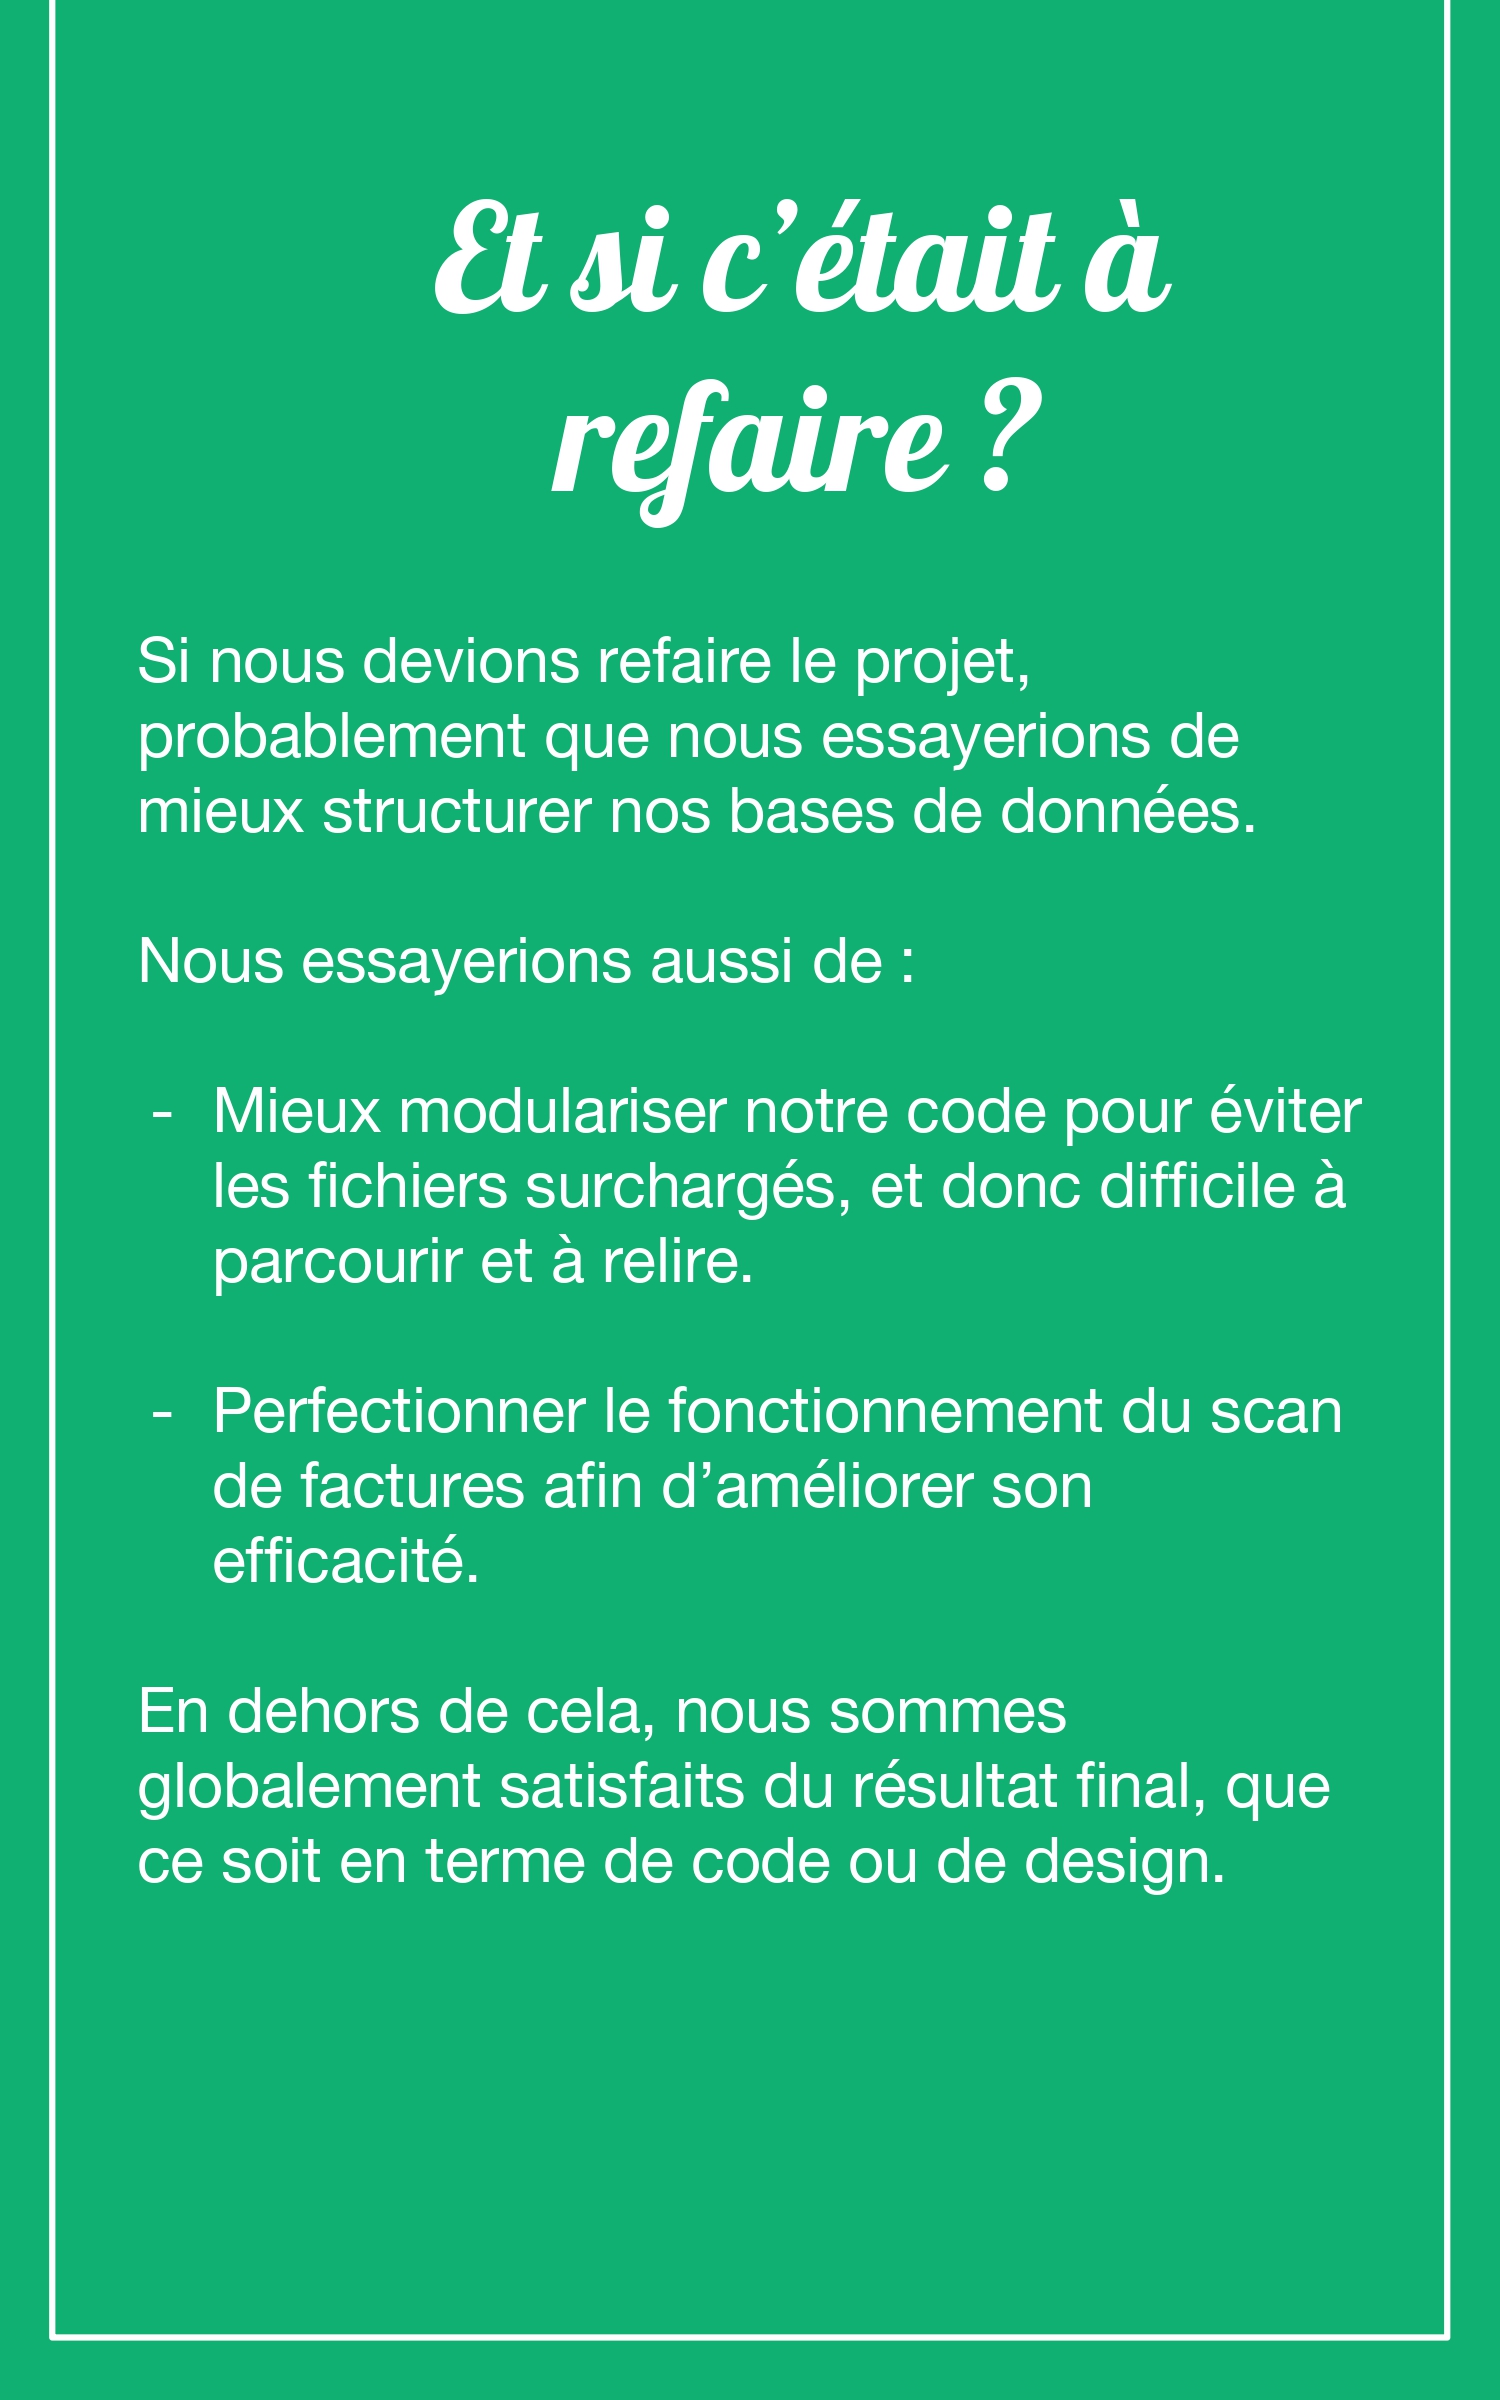 Et si c’était à
refaire ?
Si nous devions refaire le projet,
probablement que nous essayerions de
mieux structurer nos bases de données.
Nous essayerions aussi de :
- Mieux modulariser notre code pour éviter
les fichiers surchargés, et donc difficile à
parcourir et à relire.
- Perfectionner le fonctionnement du scan
de factures afin d’améliorer son
efficacité.
En dehors de cela, nous sommes
globalement satisfaits du résultat final, que
ce soit en terme de code ou de design.